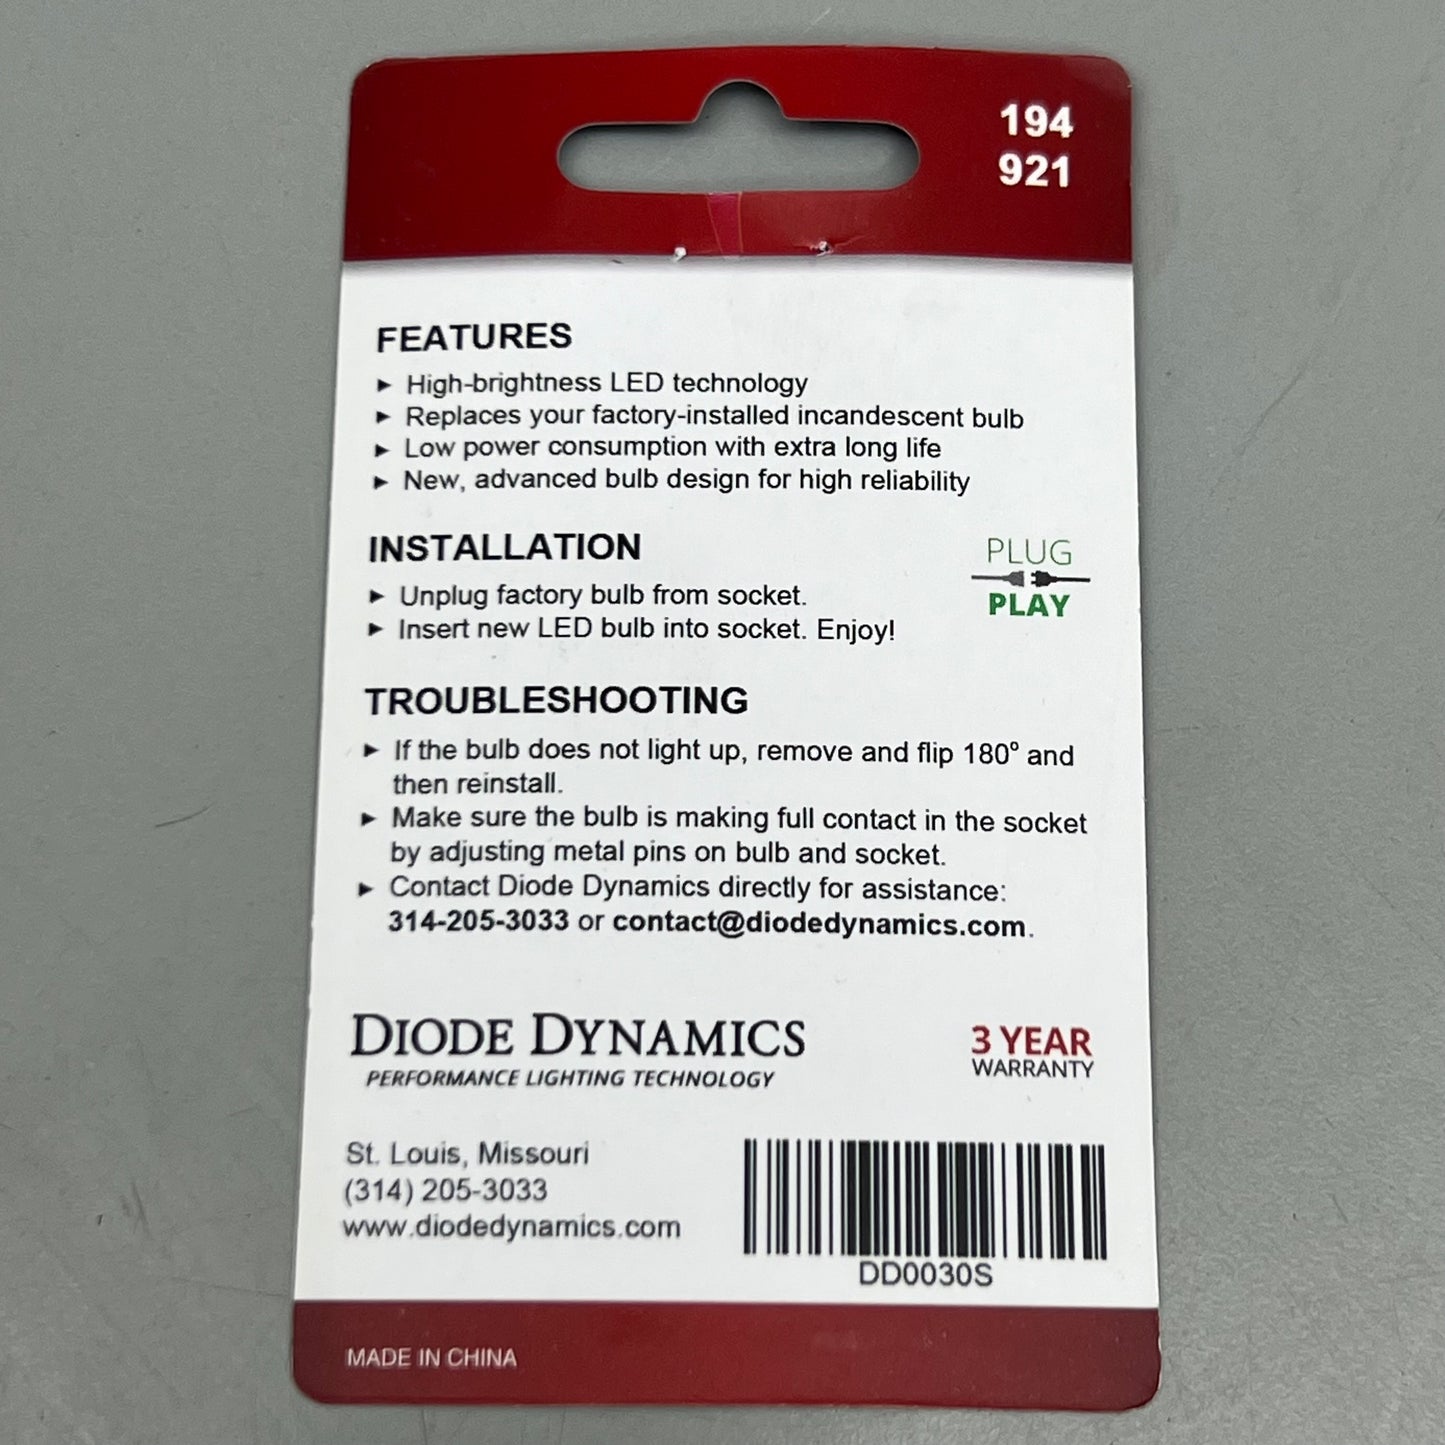 194
921
FEATURES
► High-brightness LED technology
► Replaces your factory-installed incandescent bulb
► Low power consumption with extra long life
► New, advanced bulb design for high reliability
INSTALLATION
► Unplug factory bulb from socket.
► Insert new LED bulb into socket. Enjoy!
PLUG
PLAY
TROUBLESHOOTING
► If the bulb does not light up, remove and flip 180° and
then reinstall.
► Make sure the bulb is making full contact in the socket
by adjusting metal pins on bulb and socket.
► Contact Diode Dynamics directly for assistance:
314-205-3033 or contact@diodedynamics.com.
DIODE DYNAMICS
PERFORMANCE LIGHTING TECHNOLOGY
3 YEAR
WARRANTY
St. Louis, Missouri
(314) 205-3033
www.diodedynamics.com
DD0030S
MADE IN CHINA